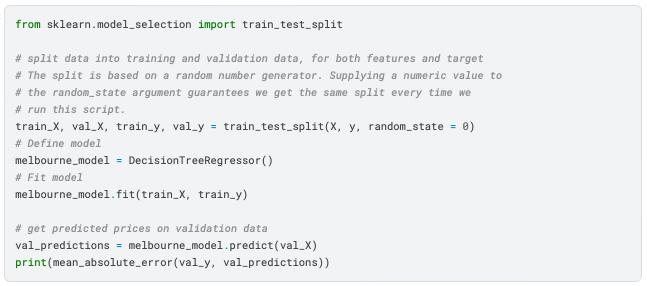 from sklearn.model_selection import train_test_split
# split data into training and validation data, for both features and target
# The split is based on a random number generator. Supplying a numeric value to
# the random_state argument guarantees we get the same split every time we
# run this script.
train_X, val_X, train_y, val_y = train_test_split(X, y, random_state = 0)
# Define model
melbourne_model = DecisionTreeRegressor()
# Fit model
melbourne_model.fit(train_X, train_y)
# get predicted prices on validation data
val_predictions = melbourne_model.predict(val_X)
print(mean_absolute_error(val_y, val_predictions))